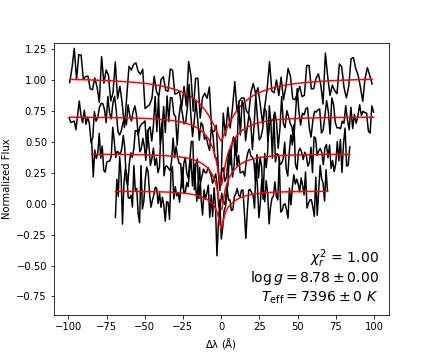 1.25
1.00
0.75
0.50
0.25
0.00
−0.25
−0.50
−0.75
Normalized Flux
χ²ᵣ = 1.00
log g = 8.78 ± 0.00
T_eff = 7396 ± 0 K
−100 −75 −50 −25 0 25 50 75 100
Δλ (Å)